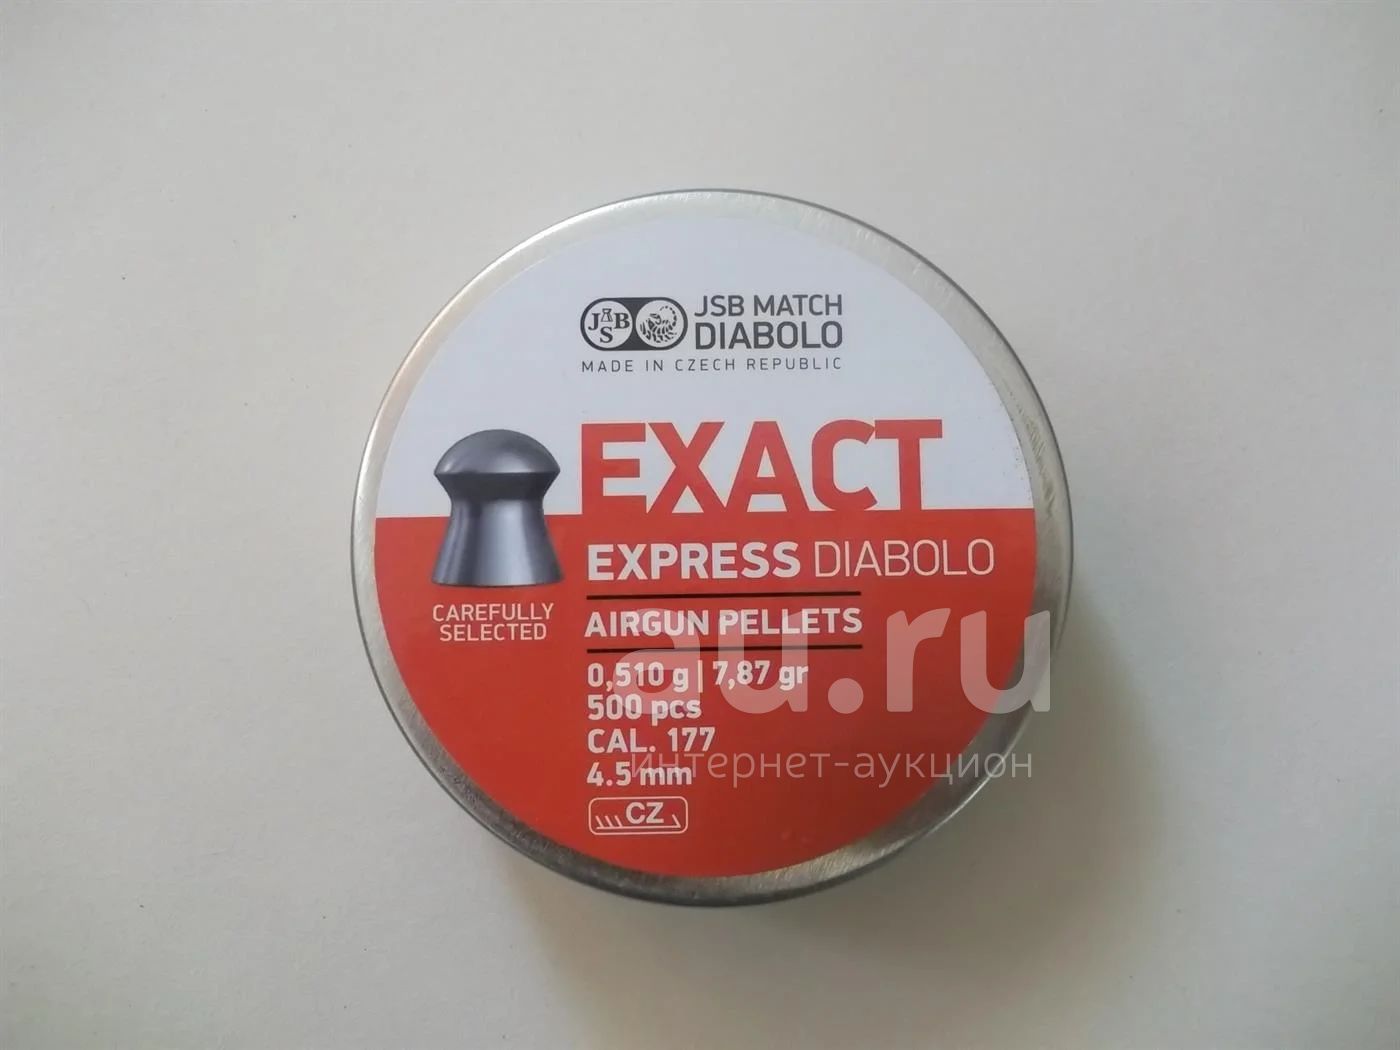 JSB
JSB MATCH
DIABOLO
MADE IN CZECH REPUBLIC
EXACT
EXPRESS DIABOLO
CAREFULLY
SELECTED
AIRGUN PELLETS
0,510 g | 7,87 gr
500 pcs
CAL. 177
4.5 mm
CZ
au.ru
интернет-аукцион